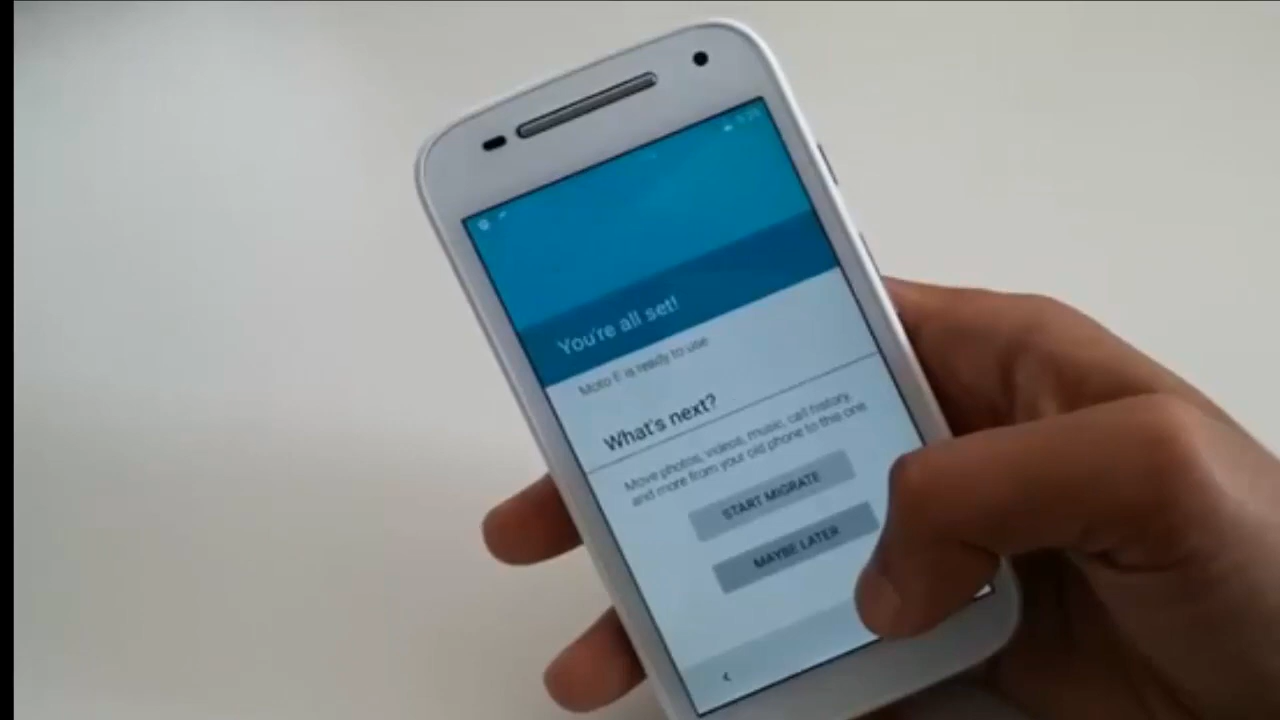 You're all set!
Moto E is ready to use
What's next?
Move photos, videos, music, call history,
and more from your old phone to this one
START MIGRATE
MAYBE LATER